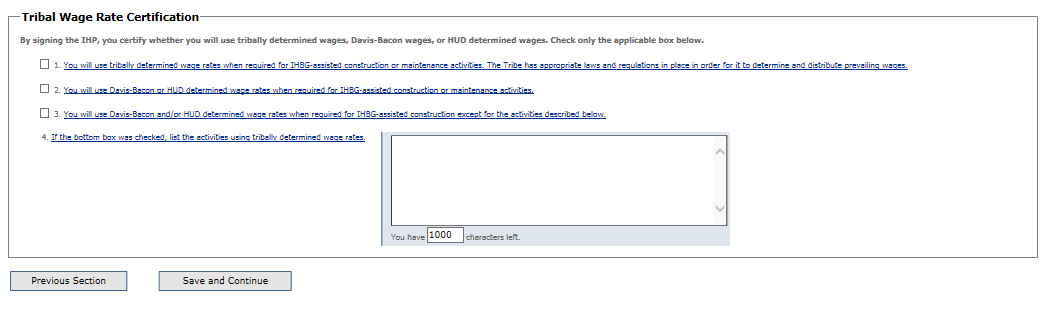 Tribal Wage Rate Certification
By signing the IHP, you certify whether you will use tribally determined wages, Davis-Bacon wages, or HUD determined wages. Check only the applicable box below.
1. You will use tribally determined wage rates when required for IHBG-assisted construction or maintenance activities. The Tribe has appropriate laws and regulations in place in order for it to determine and distribute prevailing wages.
2. You will use Davis-Bacon or HUD determined wage rates when required for IHBG-assisted construction or maintenance activities.
3. You will use Davis-Bacon and/or HUD determined wage rates when required for IHBG-assisted construction except for the activities described below.
4. If the bottom box was checked, list the activities using tribally determined wage rates.
You have 1000 characters left.
Previous Section Save and Continue